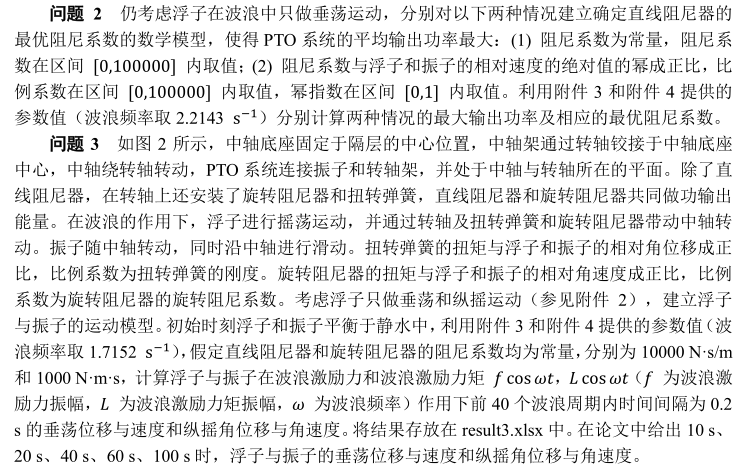 问题 2　仍考虑浮子在波浪中只做垂荡运动，分别对以下两种情况建立确定直线阻尼器的
最优阻尼系数的数学模型，使得 PTO 系统的平均输出功率最大：(1) 阻尼系数为常量，阻尼系
数在区间 [0,100000] 内取值；(2) 阻尼系数与浮子和振子的相对速度的绝对值的幂成正比，比
例系数在区间 [0,100000] 内取值，幂指数在区间 [0,1] 内取值。利用附件 3 和附件 4 提供的
参数值（波浪频率取 2.2143 s⁻¹）分别计算两种情况的最大输出功率及相应的最优阻尼系数。
问题 3　如图 2 所示，中轴底座固定于隔层的中心位置，中轴架通过转轴铰接于中轴底座
中心，中轴绕转轴转动，PTO 系统连接振子和转轴架，并处于中轴与转轴所在的平面。除了直
线阻尼器，在转轴上还安装了旋转阻尼器和扭转弹簧，直线阻尼器和旋转阻尼器共同做功输出
能量。在波浪的作用下，浮子进行摇荡运动，并通过转轴及扭转弹簧和旋转阻尼器带动中轴转
动。振子随中轴转动，同时沿中轴进行滑动。扭转弹簧的扭矩与浮子和振子的相对角位移成正
比，比例系数为扭转弹簧的刚度。旋转阻尼器的扭矩与浮子和振子的相对角速度成正比，比例
系数为旋转阻尼器的旋转阻尼系数。考虑浮子只做垂荡和纵摇运动（参见附件 2），建立浮子
与振子的运动模型。初始时刻浮子和振子平衡于静水中，利用附件 3 和附件 4 提供的参数值（波
浪频率取 1.7152 s⁻¹），假定直线阻尼器和旋转阻尼器的阻尼系数均为常量，分别为 10000 N·s/m
和 1000 N·m·s，计算浮子与振子在波浪激励力和波浪激励力矩 f cos ωt，L cos ωt（f 为波浪激
励力振幅，L 为波浪激励力矩振幅，ω 为波浪频率）作用下前 40 个波浪周期内时间间隔为 0.2
s 的垂荡位移与速度和纵摇角位移与角速度。将结果存放在 result3.xlsx 中。在论文中给出 10 s、
20 s、40 s、60 s、100 s 时，浮子与振子的垂荡位移与速度和纵摇角位移与角速度。